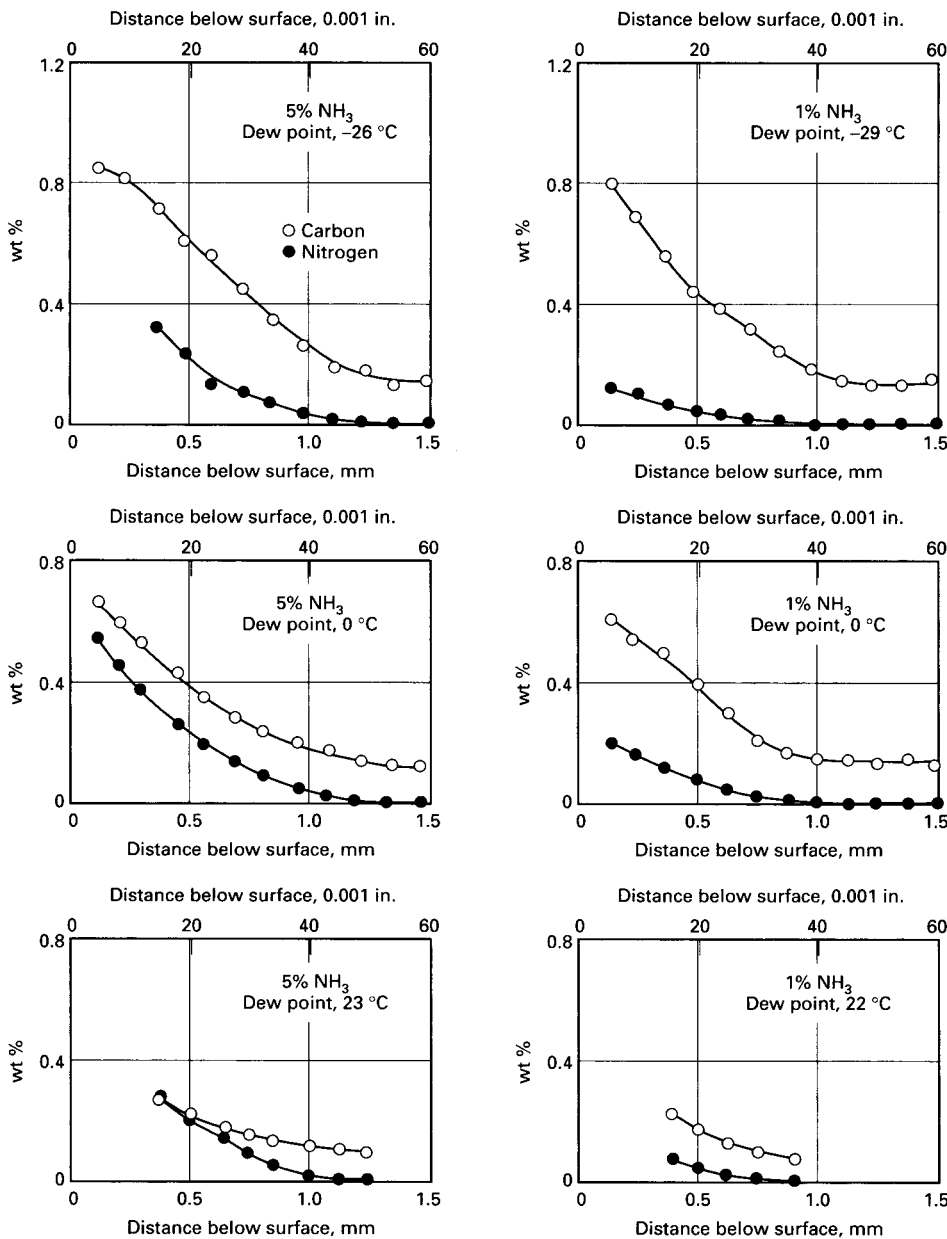 Distance below surface, 0.001 in.
0 20 40 60
1.2
0.8
0.4
0
wt %
5% NH₃
Dew point, –26 °C
Carbon
Nitrogen
0 0.5 1.0 1.5
Distance below surface, mm
Distance below surface, 0.001 in.
0 20 40 60
1.2
0.8
0.4
0
wt %
1% NH₃
Dew point, –29 °C
0 0.5 1.0 1.5
Distance below surface, mm
Distance below surface, 0.001 in.
0 20 40 60
0.8
0.4
0
wt %
5% NH₃
Dew point, 0 °C
0 0.5 1.0 1.5
Distance below surface, mm
Distance below surface, 0.001 in.
0 20 40 60
0.8
0.4
0
wt %
1% NH₃
Dew point, 0 °C
0 0.5 1.0 1.5
Distance below surface, mm
Distance below surface, 0.001 in.
0 20 40 60
0.8
0.4
0
wt %
5% NH₃
Dew point, 23 °C
0 0.5 1.0 1.5
Distance below surface, mm
Distance below surface, 0.001 in.
0 20 40 60
0.8
0.4
0
wt %
1% NH₃
Dew point, 22 °C
0 0.5 1.0 1.5
Distance below surface, mm